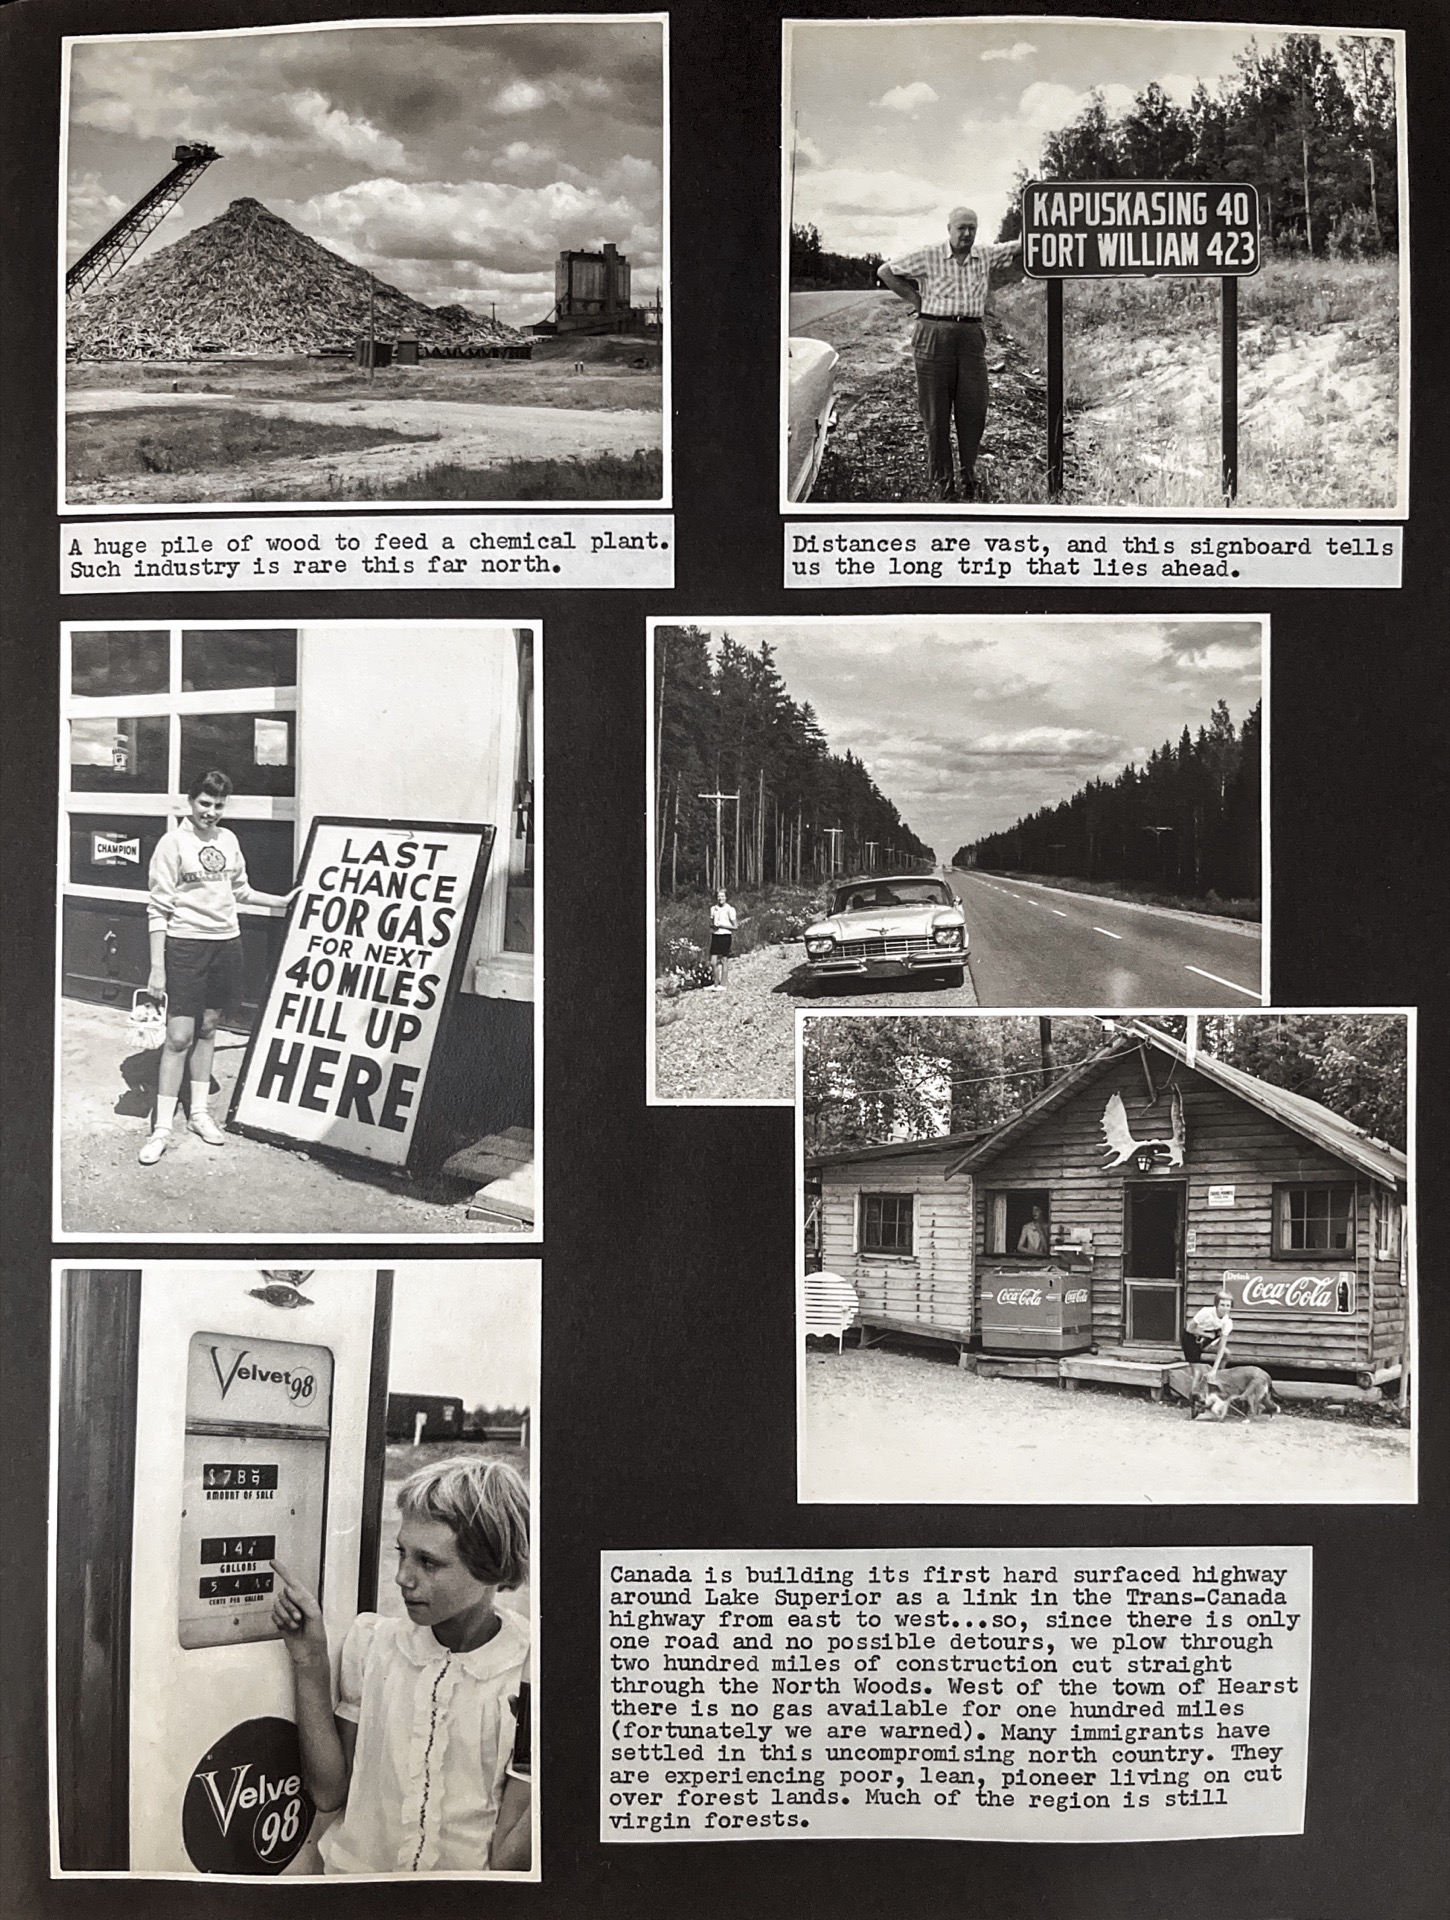 A huge pile of wood to feed a chemical plant.
Such industry is rare this far north.
KAPUSKASING 40
FORT WILLIAM 423
Distances are vast, and this signboard tells
us the long trip that lies ahead.
CHAMPION
LAST
CHANCE
FOR GAS
FOR NEXT
40 MILES
FILL UP
HERE
Coca-Cola
Coca-Cola
Drink
Coca-Cola
Velvet 98
$ 7.8
AMOUNT OF SALE
14
GALLONS
5 4
CENTS PER GALLON
Velve
98
Canada is building its first hard surfaced highway
around Lake Superior as a link in the Trans-Canada
highway from east to west...so, since there is only
one road and no possible detours, we plow through
two hundred miles of construction cut straight
through the North Woods. West of the town of Hearst
there is no gas available for one hundred miles
(fortunately we are warned). Many immigrants have
settled in this uncompromising north country. They
are experiencing poor, lean, pioneer living on cut
over forest lands. Much of the region is still
virgin forests.